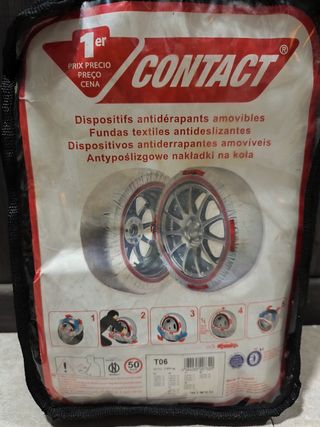 1er
PRIX PRECIO
PREÇO
CENA
CONTACT®
Dispositifs antidérapants amovibles
Fundas textiles antideslizantes
Dispositivos antiderrapantes amovíveis
Antypoślizgowe nakładki na koła
1
2
3
4
5
!
50
T06